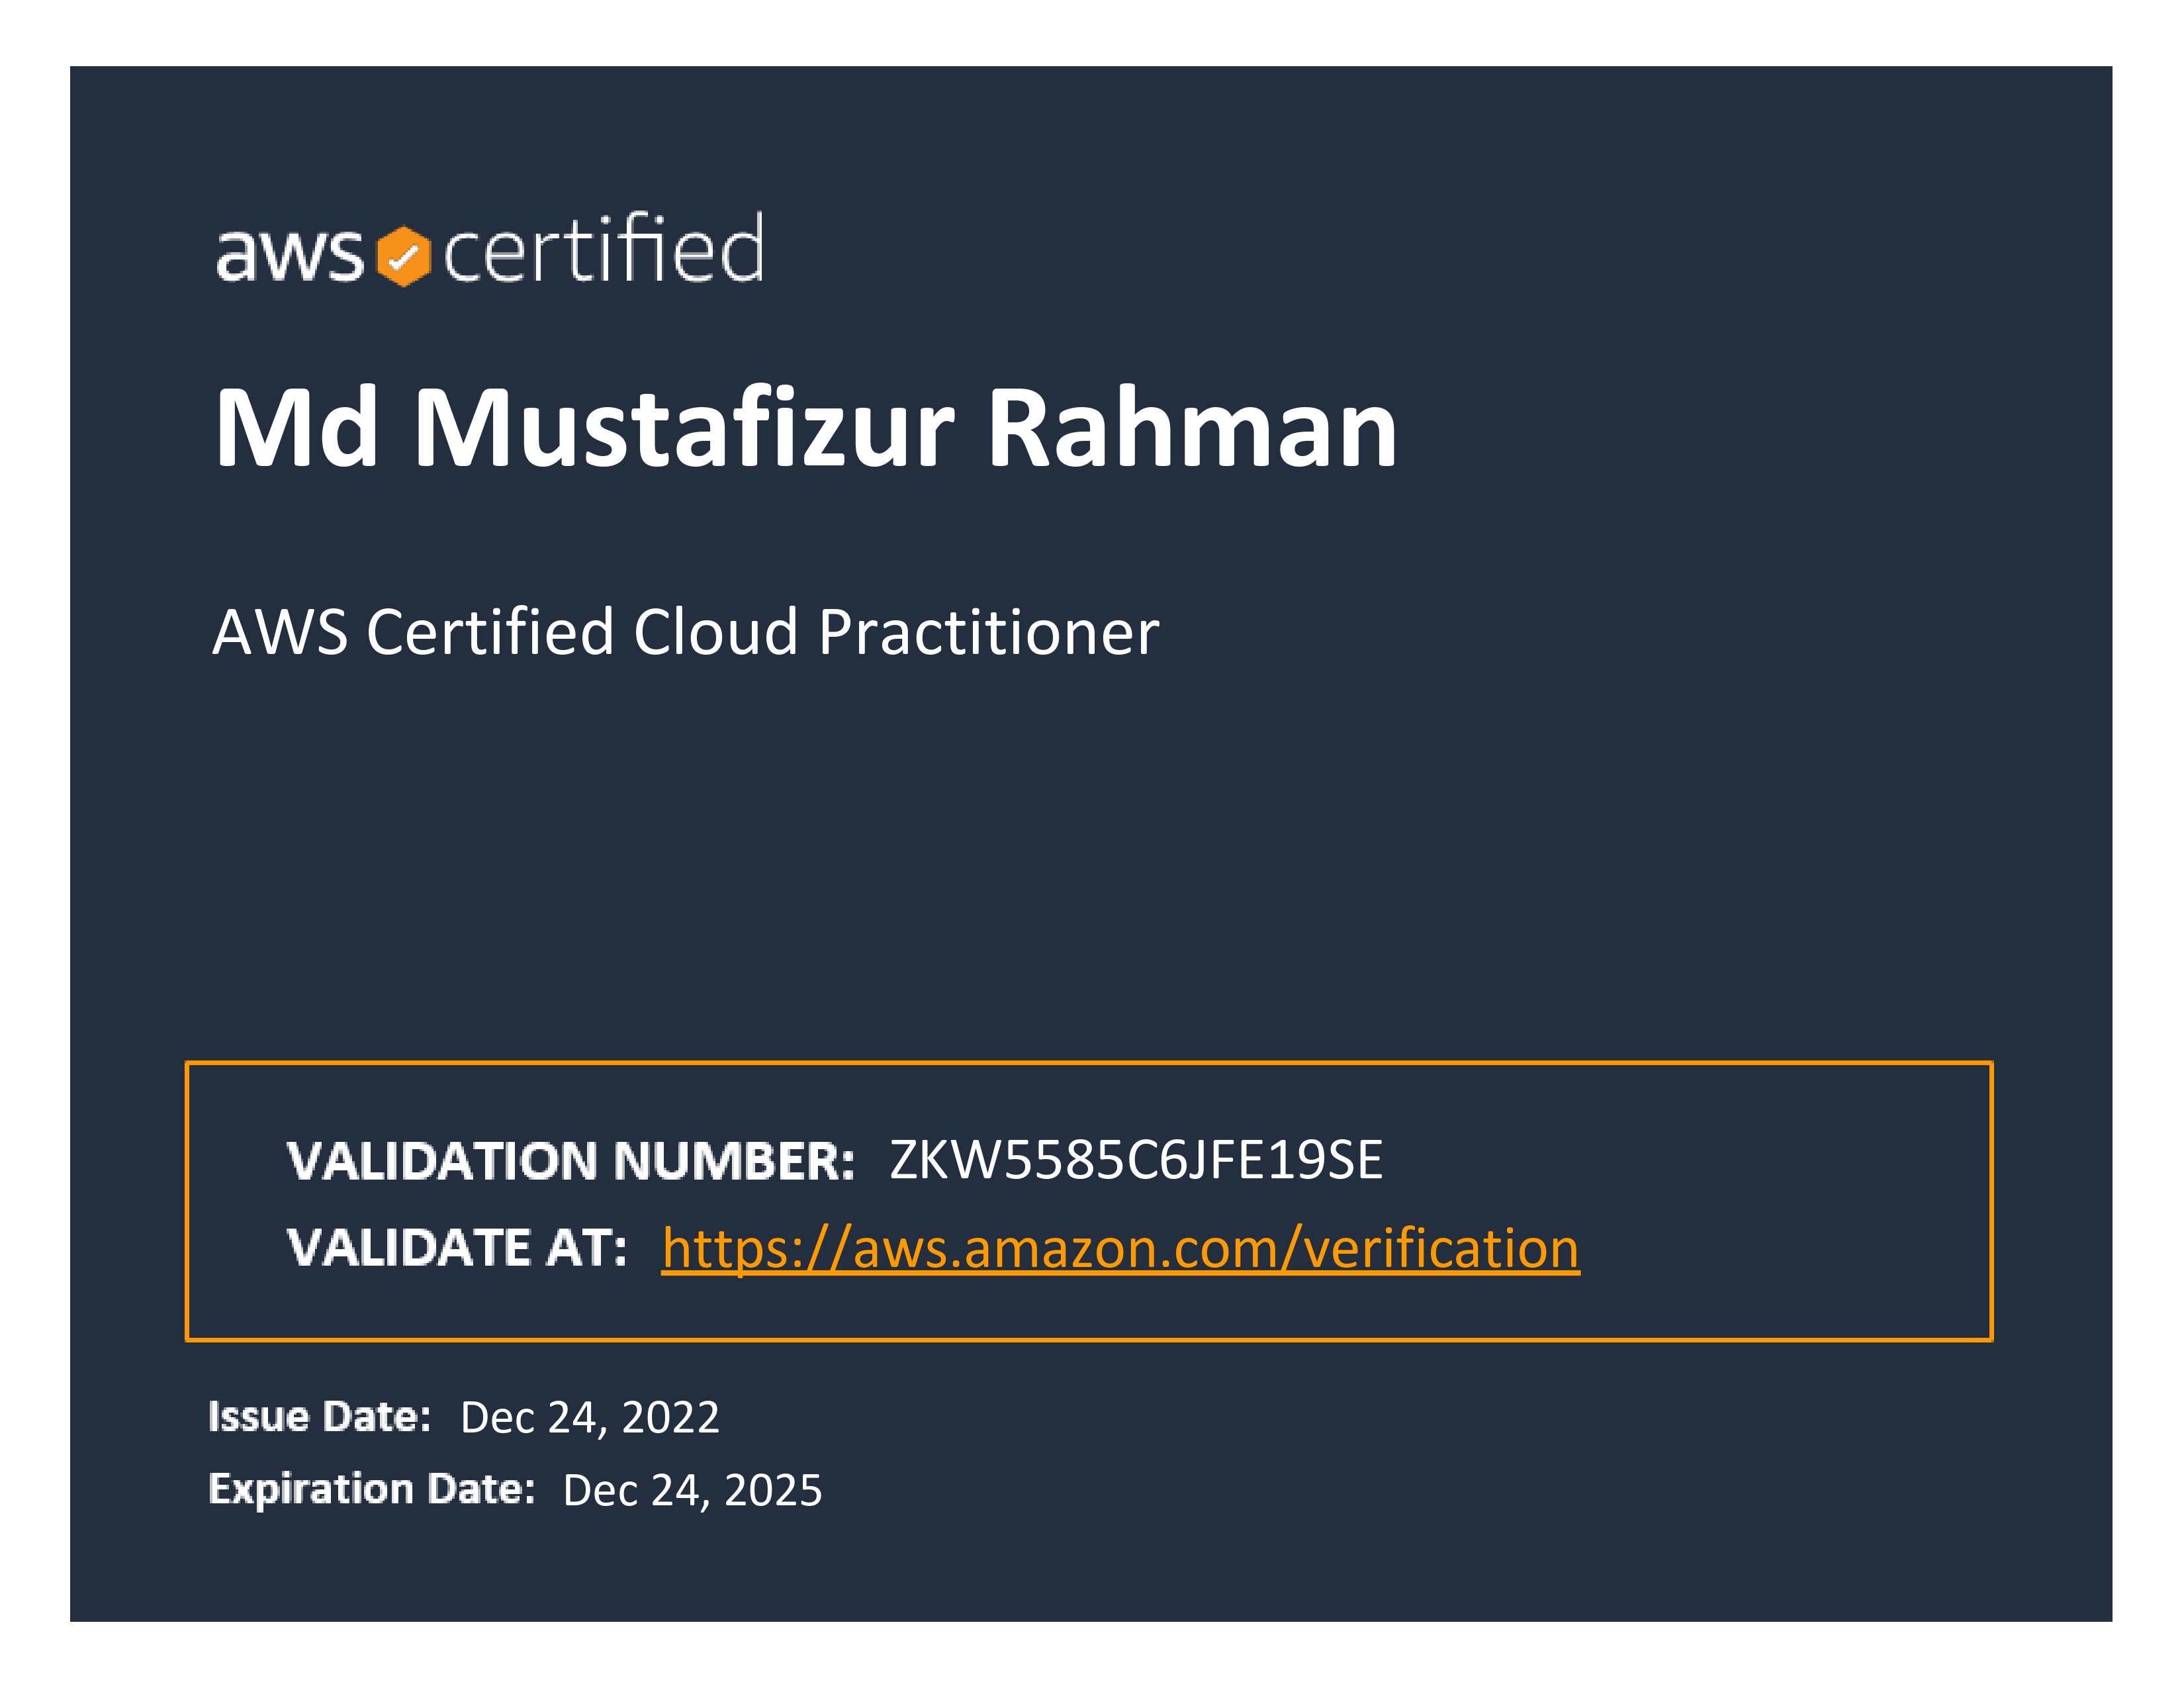 aws certified
Md Mustafizur Rahman
AWS Certified Cloud Practitioner
VALIDATION NUMBER: ZKW5585C6JFE19SE
VALIDATE AT: https://aws.amazon.com/verification
Issue Date: Dec 24, 2022
Expiration Date: Dec 24, 2025